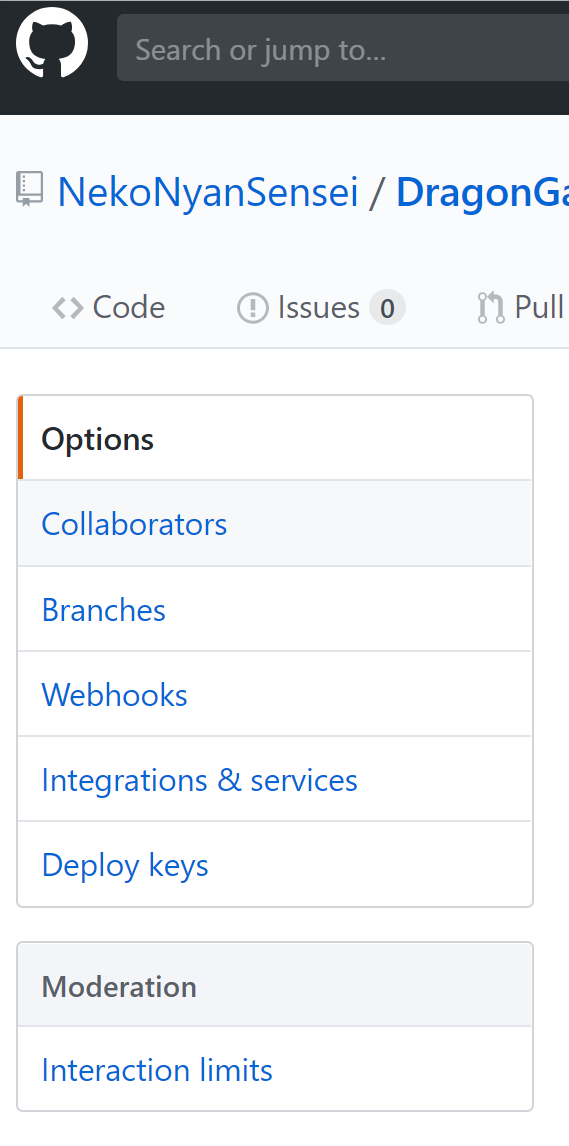 Search or jump to...
NekoNyanSensei / DragonGa
Code Issues 0 Pull
Options
Collaborators
Branches
Webhooks
Integrations & services
Deploy keys
Moderation
Interaction limits